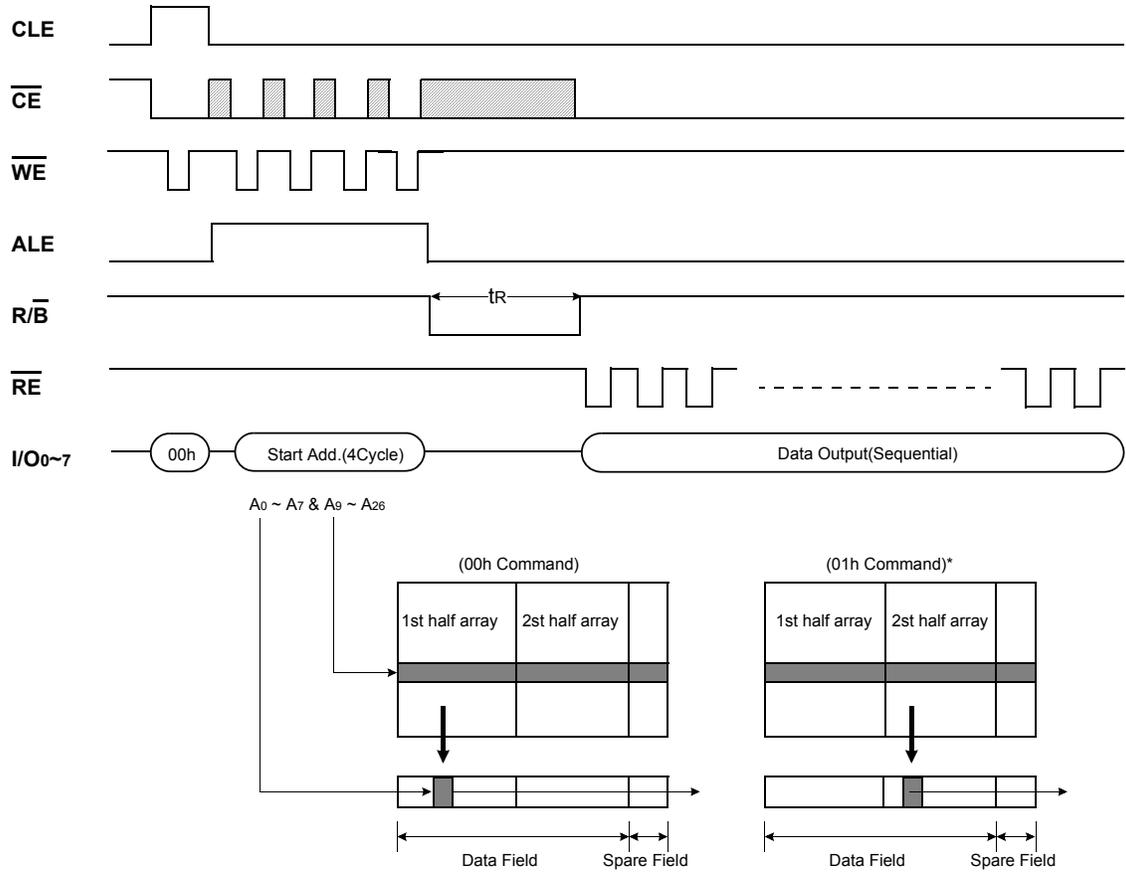 CLE
CE
WE
ALE
R/B
tR
RE
I/O0~7
00h
Start Add.(4Cycle)
Data Output(Sequential)
A0 ~ A7 & A9 ~ A26
(00h Command)
(01h Command)*
1st half array
2st half array
1st half array
2st half array
Data Field
Spare Field
Data Field
Spare Field